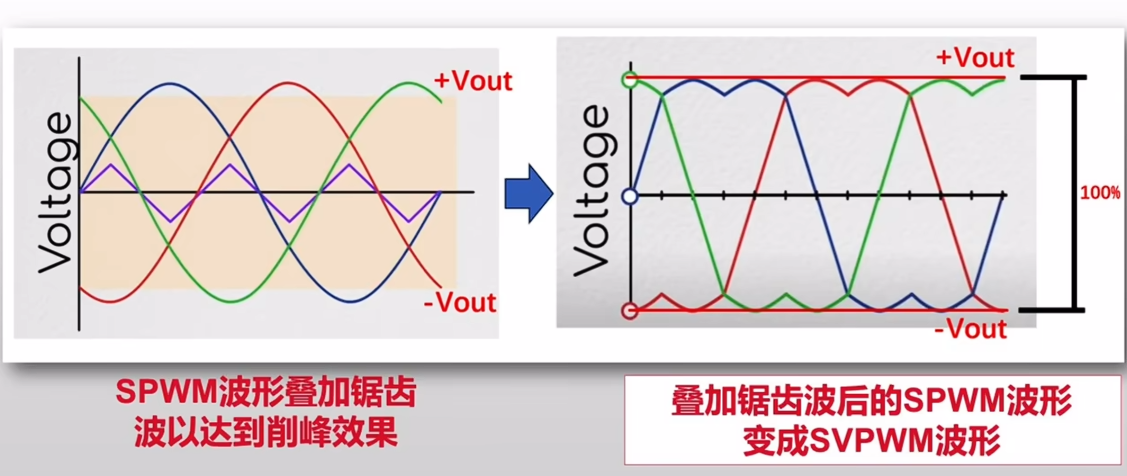 +Vout
Voltage
-Vout
+Vout
Voltage
100%
-Vout
SPWM波形叠加锯齿
波以达到削峰效果
叠加锯齿波后的SPWM波形
变成SVPWM波形